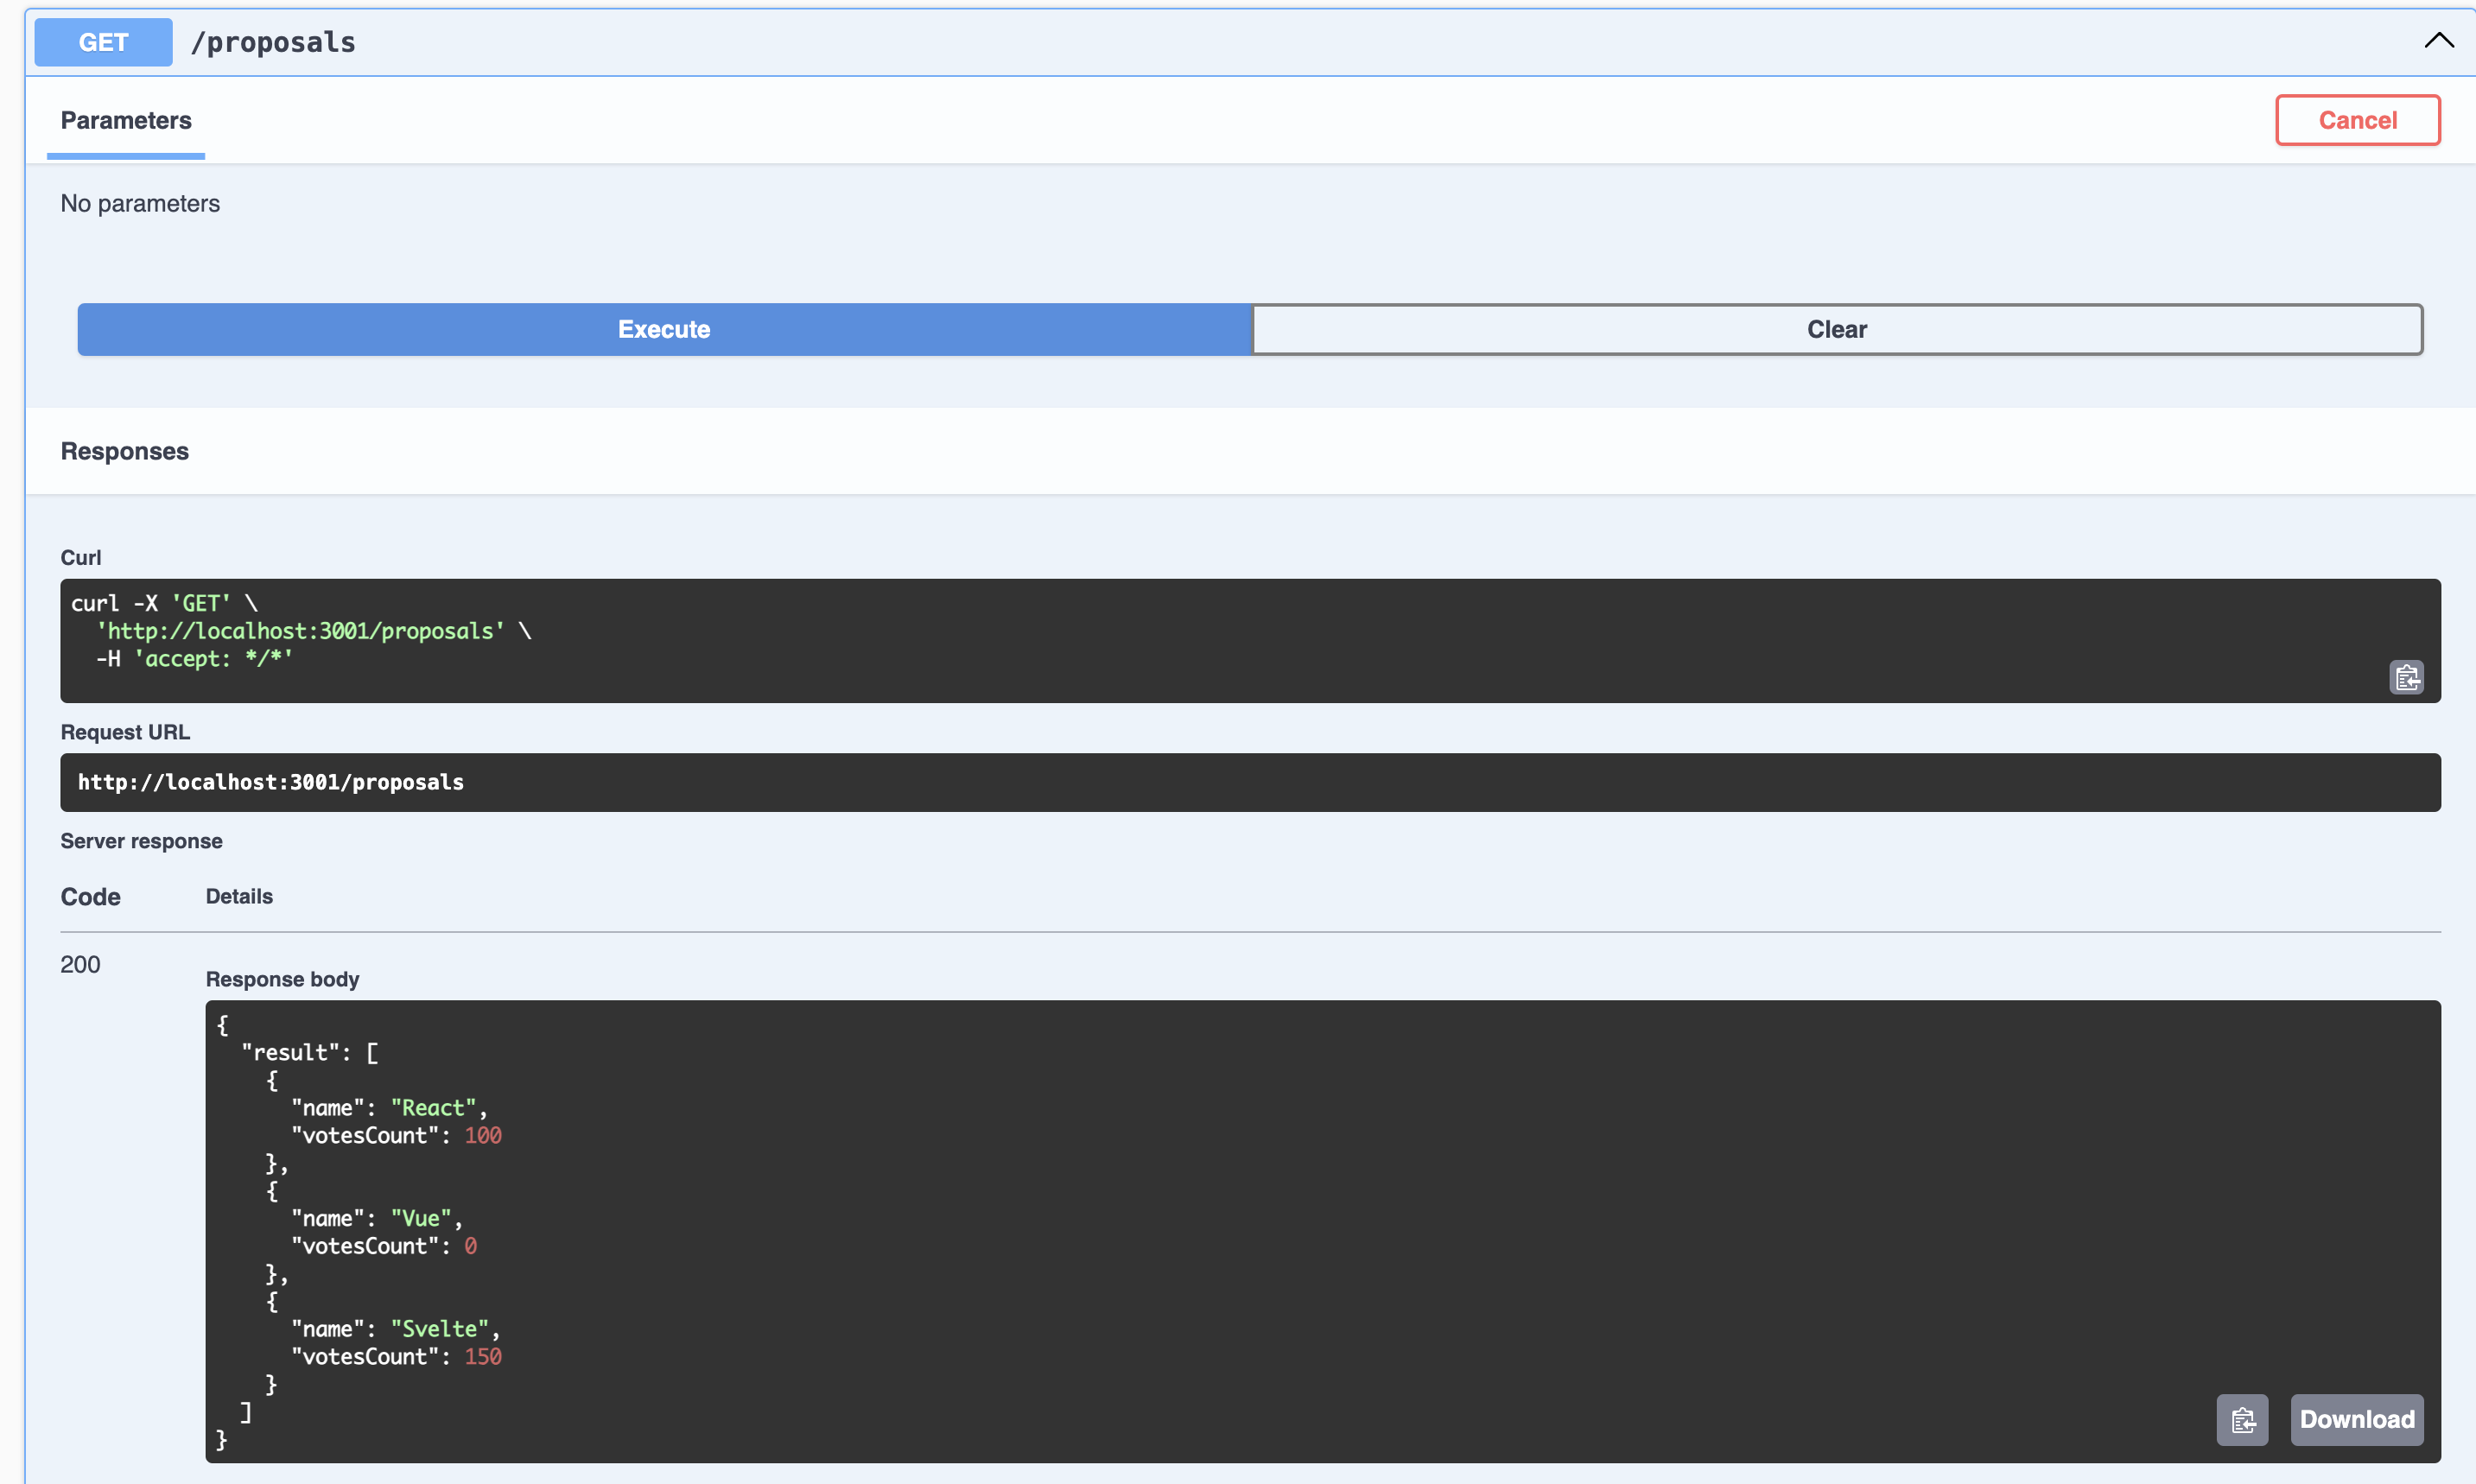 GET /proposals
Parameters
Cancel
No parameters
Execute
Clear
Responses
Curl
curl -X 'GET' \
  'http://localhost:3001/proposals' \
  -H 'accept: */*'
Request URL
http://localhost:3001/proposals
Server response
Code Details
200
Response body
{
  "result": [
    {
      "name": "React",
      "votesCount": 100
    },
    {
      "name": "Vue",
      "votesCount": 0
    },
    {
      "name": "Svelte",
      "votesCount": 150
    }
  ]
}
Download